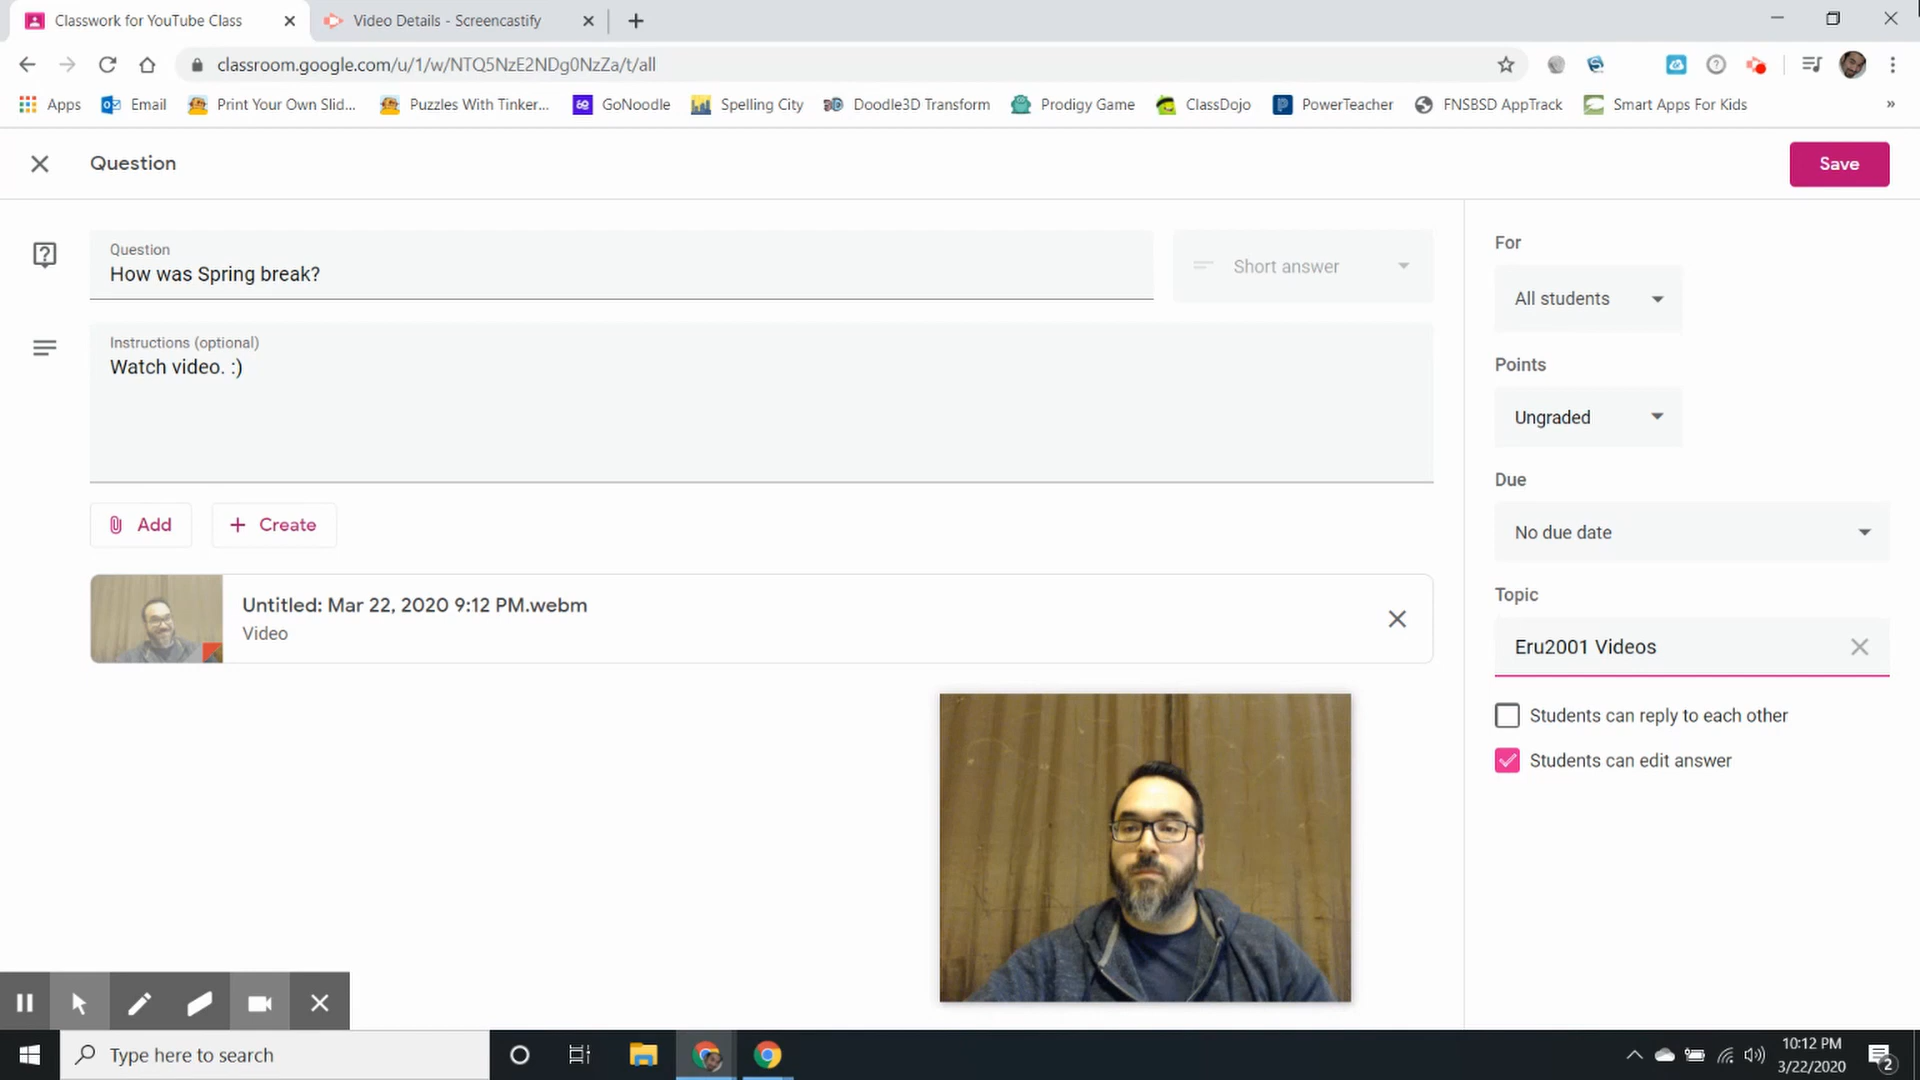 Classwork for YouTube Class
Video Details - Screencastify
classroom.google.com/u/1/w/NTQ5NzE2NDg0NzZa/t/all
Apps Email Print Your Own Slid... Puzzles With Tinker... GoNoodle Spelling City Doodle3D Transform Prodigy Game ClassDojo PowerTeacher FNSBSD AppTrack Smart Apps For Kids »
Question
Save
Question
How was Spring break?
Short answer
Instructions (optional)
Watch video. :)
Add
Create
Untitled: Mar 22, 2020 9:12 PM.webm
Video
For
All students
Points
Ungraded
Due
No due date
Topic
Eru2001 Videos
Students can reply to each other
Students can edit answer
Type here to search
10:12 PM
3/22/2020
2